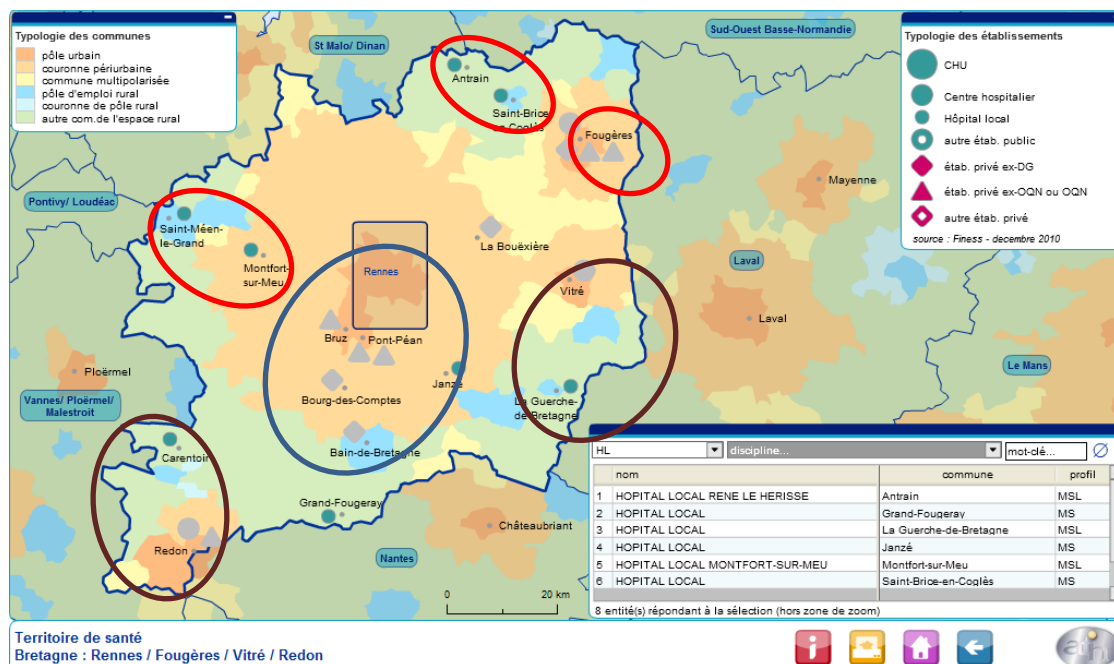 Typologie des communes
pôle urbain
couronne périurbaine
commune multipolarisée
pôle d'emploi rural
couronne de pôle rural
autre com.de l'espace rural
St Malo/ Dinan
Sud-Ouest Basse-Normandie
Typologie des établissements
CHU
Centre hospitalier
Hôpital local
autre étab. public
étab. privé ex-DG
étab. privé ex-OQN ou OQN
autre étab. privé
source : Finess - decembre 2010
Antrain
Saint-Brice
en-Coglès
Fougères
Mayenne
Pontivy/ Loudéac
Saint-Méen-
le-Grand
Montfort-
sur-Meu
La Bouëxière
Rennes
Vitré
Laval
Laval
Bruz
Pont-Péan
Ploërmel
Janzé
Le Mans
Bourg-des-Comptes
La Guerche-
de-Bretagne
Vannes/ Ploërmel/
Malestroit
Carentoir
Bain-de-Bretagne
Grand-Fougeray
Châteaubriant
Redon
Nantes
0 20 km
HL discipline... mot-clé...
nom commune profil
1 HOPITAL LOCAL RENE LE HERISSE Antrain MSL
2 HOPITAL LOCAL Grand-Fougeray MS
3 HOPITAL LOCAL La Guerche-de-Bretagne MSL
4 HOPITAL LOCAL Janzé MS
5 HOPITAL LOCAL MONTFORT-SUR-MEU Montfort-sur-Meu MSL
6 HOPITAL LOCAL Saint-Brice-en-Coglès MS
8 entité(s) répondant à la sélection (hors zone de zoom)
Territoire de santé
Bretagne : Rennes / Fougères / Vitré / Redon
i